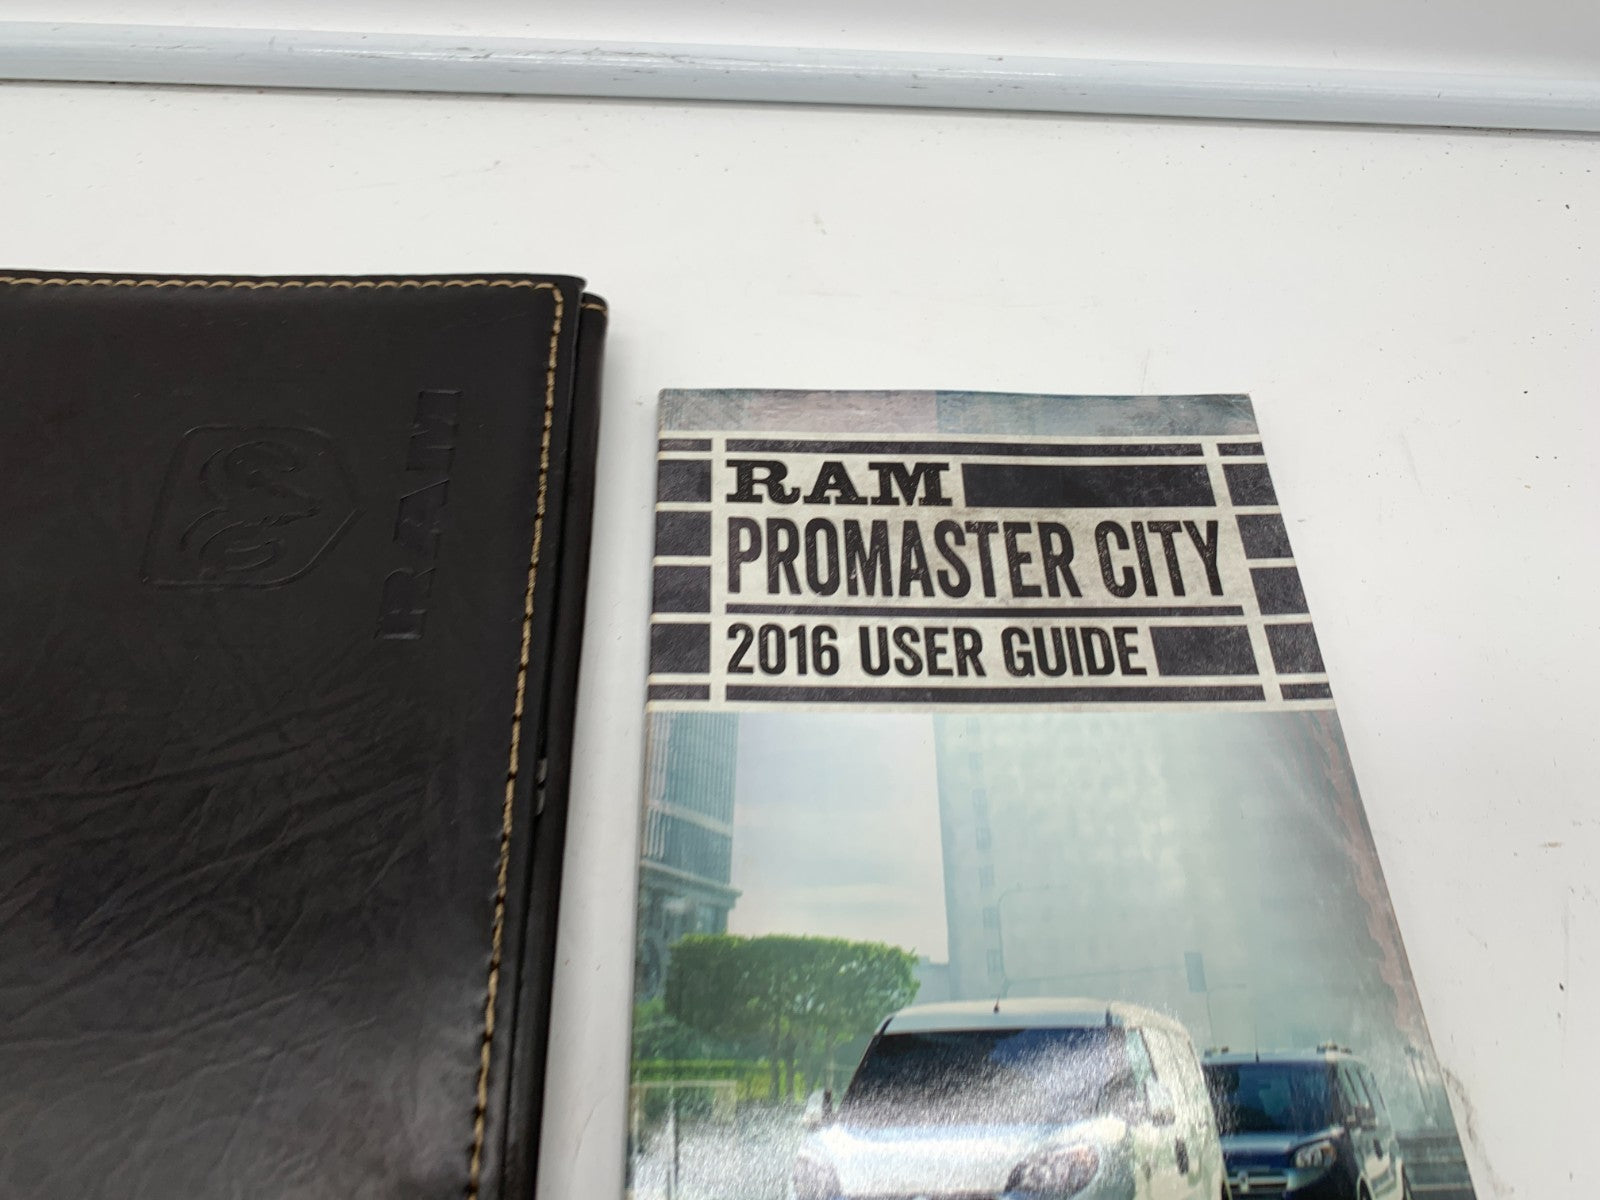 RAM
RAM
PROMASTER CITY
2016 USER GUIDE